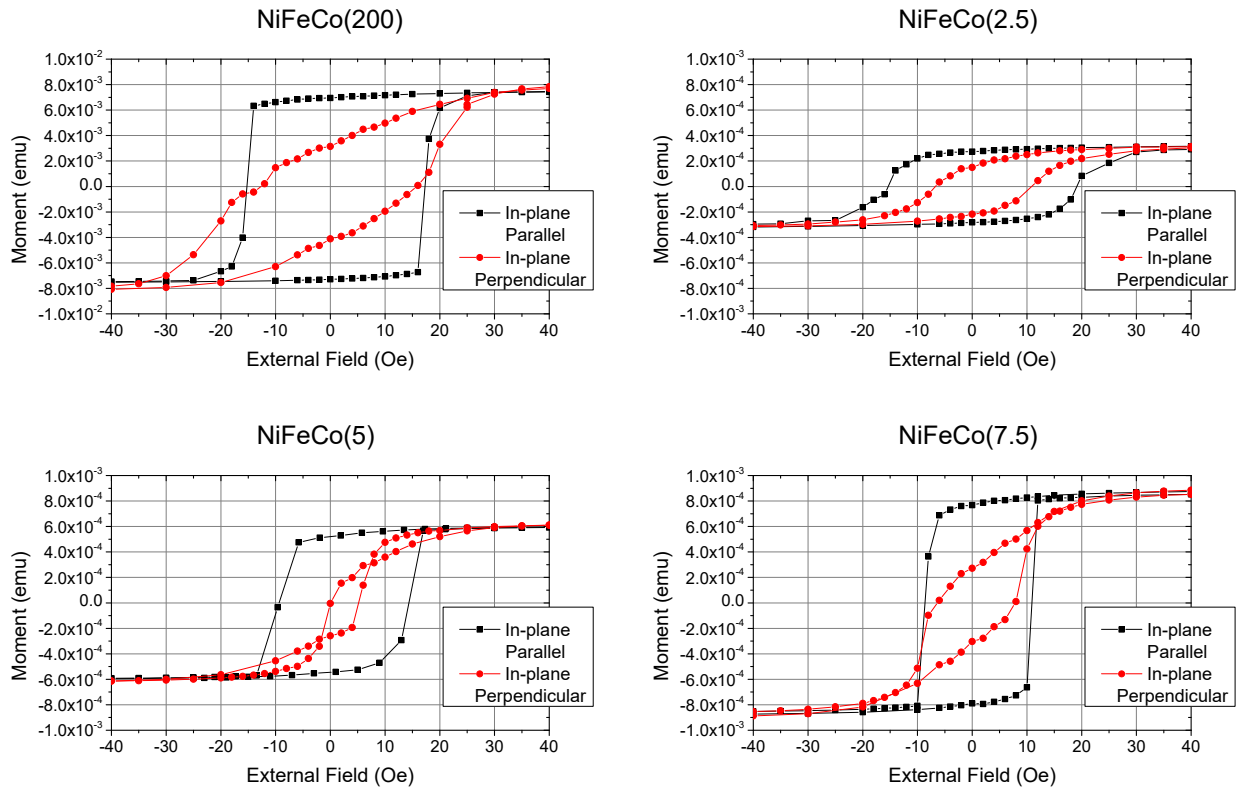 NiFeCo(200)
1.0x10⁻²
8.0x10⁻³
6.0x10⁻³
4.0x10⁻³
2.0x10⁻³
0.0
-2.0x10⁻³
-4.0x10⁻³
-6.0x10⁻³
-8.0x10⁻³
-1.0x10⁻²
Moment (emu)
-40 -30 -20 -10 0 10 20 30 40
External Field (Oe)
In-plane
Parallel
In-plane
Perpendicular
NiFeCo(2.5)
1.0x10⁻³
8.0x10⁻⁴
6.0x10⁻⁴
4.0x10⁻⁴
2.0x10⁻⁴
0.0
-2.0x10⁻⁴
-4.0x10⁻⁴
-6.0x10⁻⁴
-8.0x10⁻⁴
-1.0x10⁻³
Moment (emu)
-40 -30 -20 -10 0 10 20 30 40
External Field (Oe)
In-plane
Parallel
In-plane
Perpendicular
NiFeCo(5)
1.0x10⁻³
8.0x10⁻⁴
6.0x10⁻⁴
4.0x10⁻⁴
2.0x10⁻⁴
0.0
-2.0x10⁻⁴
-4.0x10⁻⁴
-6.0x10⁻⁴
-8.0x10⁻⁴
-1.0x10⁻³
Moment (emu)
-40 -30 -20 -10 0 10 20 30 40
External Field (Oe)
In-plane
Parallel
In-plane
Perpendicular
NiFeCo(7.5)
1.0x10⁻³
8.0x10⁻⁴
6.0x10⁻⁴
4.0x10⁻⁴
2.0x10⁻⁴
0.0
-2.0x10⁻⁴
-4.0x10⁻⁴
-6.0x10⁻⁴
-8.0x10⁻⁴
-1.0x10⁻³
Moment (emu)
-40 -30 -20 -10 0 10 20 30 40
External Field (Oe)
In-plane
Parallel
In-plane
Perpendicular